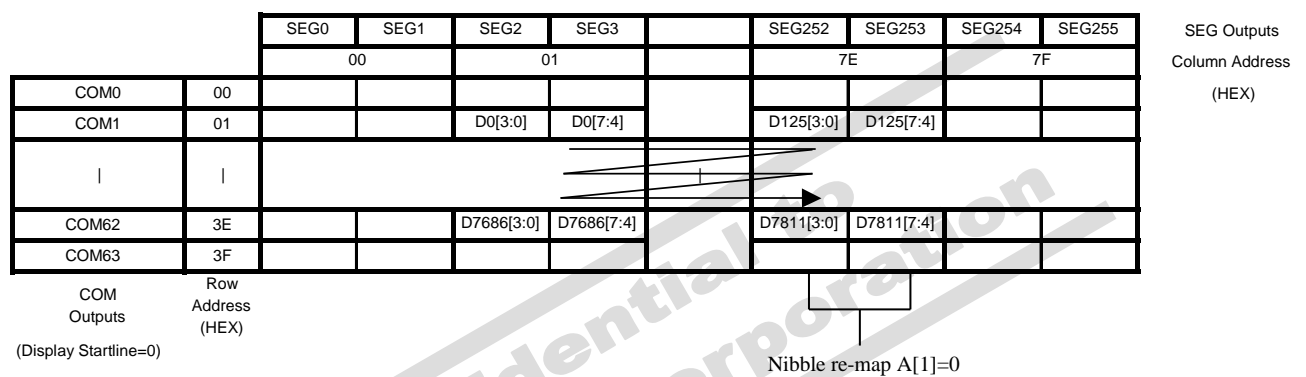 SEG0 SEG1 SEG2 SEG3 SEG252 SEG253 SEG254 SEG255 SEG Outputs
00 01 7E 7F Column Address
(HEX)
COM0 00
COM1 01 D0[3:0] D0[7:4] D125[3:0] D125[7:4]
| | |
COM62 3E D7686[3:0] D7686[7:4] D7811[3:0] D7811[7:4]
COM63 3F
COM
Outputs
(Display Startline=0)
Row
Address
(HEX)
Nibble re-map A[1]=0